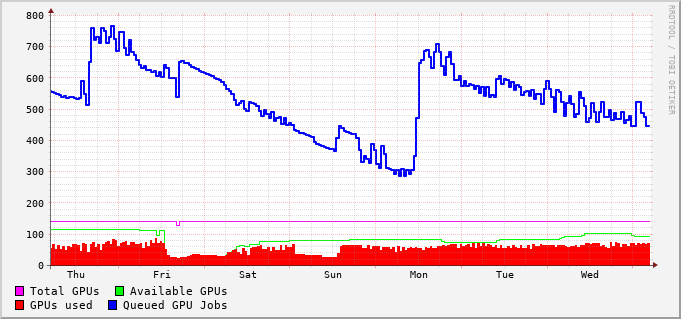 RRDTOOL / TOBI OETIKER
800
700
600
500
400
300
200
100
0
Thu Fri Sat Sun Mon Tue Wed
Total GPUs Available GPUs
GPUs used Queued GPU Jobs